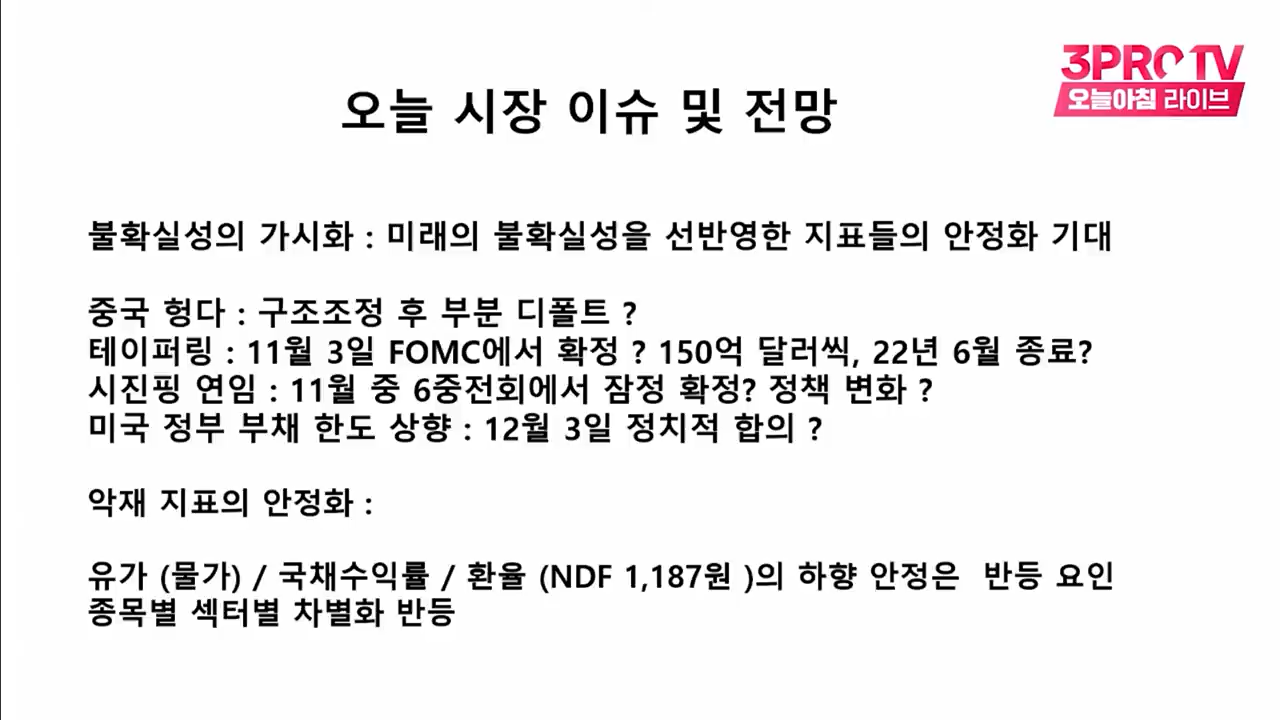 3PROTV
오늘아침 라이브
오늘 시장 이슈 및 전망
불확실성의 가시화 : 미래의 불확실성을 선반영한 지표들의 안정화 기대
중국 헝다 : 구조조정 후 부분 디폴트 ?
테이퍼링 : 11월 3일 FOMC에서 확정 ? 150억 달러씩, 22년 6월 종료?
시진핑 연임 : 11월 중 6중전회에서 잠정 확정? 정책 변화 ?
미국 정부 부채 한도 상향 : 12월 3일 정치적 합의 ?
악재 지표의 안정화 :
유가 (물가) / 국채수익률 / 환율 (NDF 1,187원 )의 하향 안정은  반등 요인
종목별 섹터별 차별화 반등